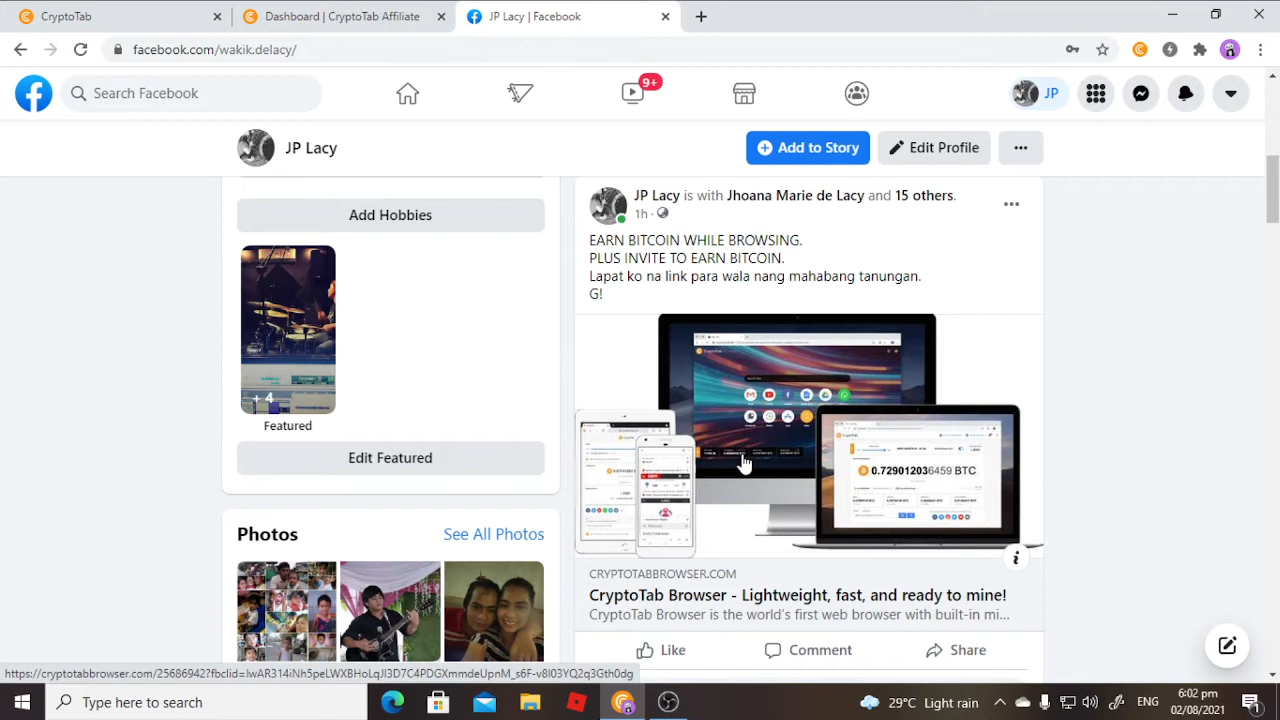 CryptoTab
Dashboard | CryptoTab Affiliate
JP Lacy | Facebook
facebook.com/wakik.delacy/
Search Facebook
9+
JP
JP Lacy
Add to Story
Edit Profile
Add Hobbies
+ 4
Featured
Edit Featured
Photos
See All Photos
JP Lacy is with Jhoana Marie de Lacy and 15 others.
1h
EARN BITCOIN WHILE BROWSING.
PLUS INVITE TO EARN BITCOIN.
Lapat ko na link para wala nang mahabang tanungan.
G!
0.729012036459 BTC
CRYPTOTABBROWSER.COM
CryptoTab Browser - Lightweight, fast, and ready to mine!
CryptoTab Browser is the world's first web browser with built-in mi...
Like
Comment
Share
https://cryptotabbrowser.com/25686942?fbclid=IwAR314iNh5peLWXBHoLqJI3D7C4PDGXmmdeUpnM_s6F-v8I03YQ2q3Gth0dg
Type here to search
29°C Light rain
ENG
6:02 pm
02/08/2021
1